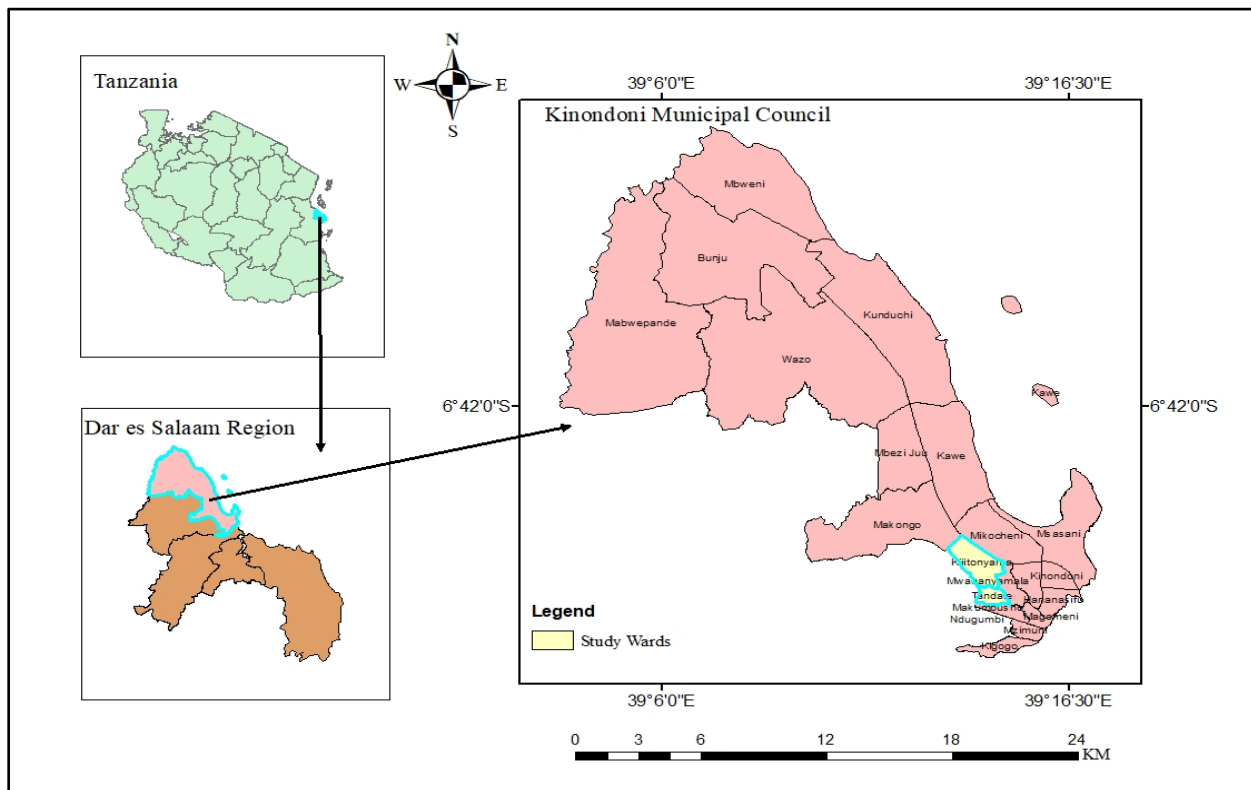 Tanzania
N
W
E
S
Dar es Salaam Region
39°6'0"E
39°16'30"E
Kinondoni Municipal Council
Mbweni
Bunju
Kunduchi
Mabwepande
Wazo
Kawe
6°42'0"S
6°42'0"S
Mbezi Juu
Kawe
Makongo
Mikocheni
Msasani
Kijitonyama
Mwananyamala
Kinondoni
Tandale
Hananasifu
Makumbusho
Magomeni
Ndugumbi
Mzimuni
Kigogo
Legend
Study Wards
39°6'0"E
39°16'30"E
0 3 6 12 18 24
KM